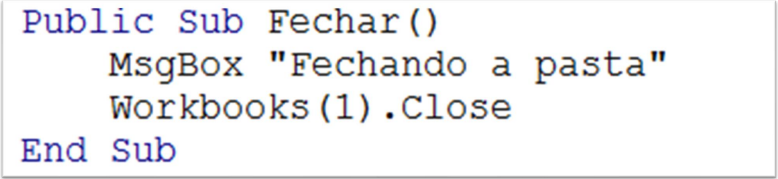 Public Sub Fechar()
    MsgBox "Fechando a pasta"
    Workbooks(1).Close
End Sub